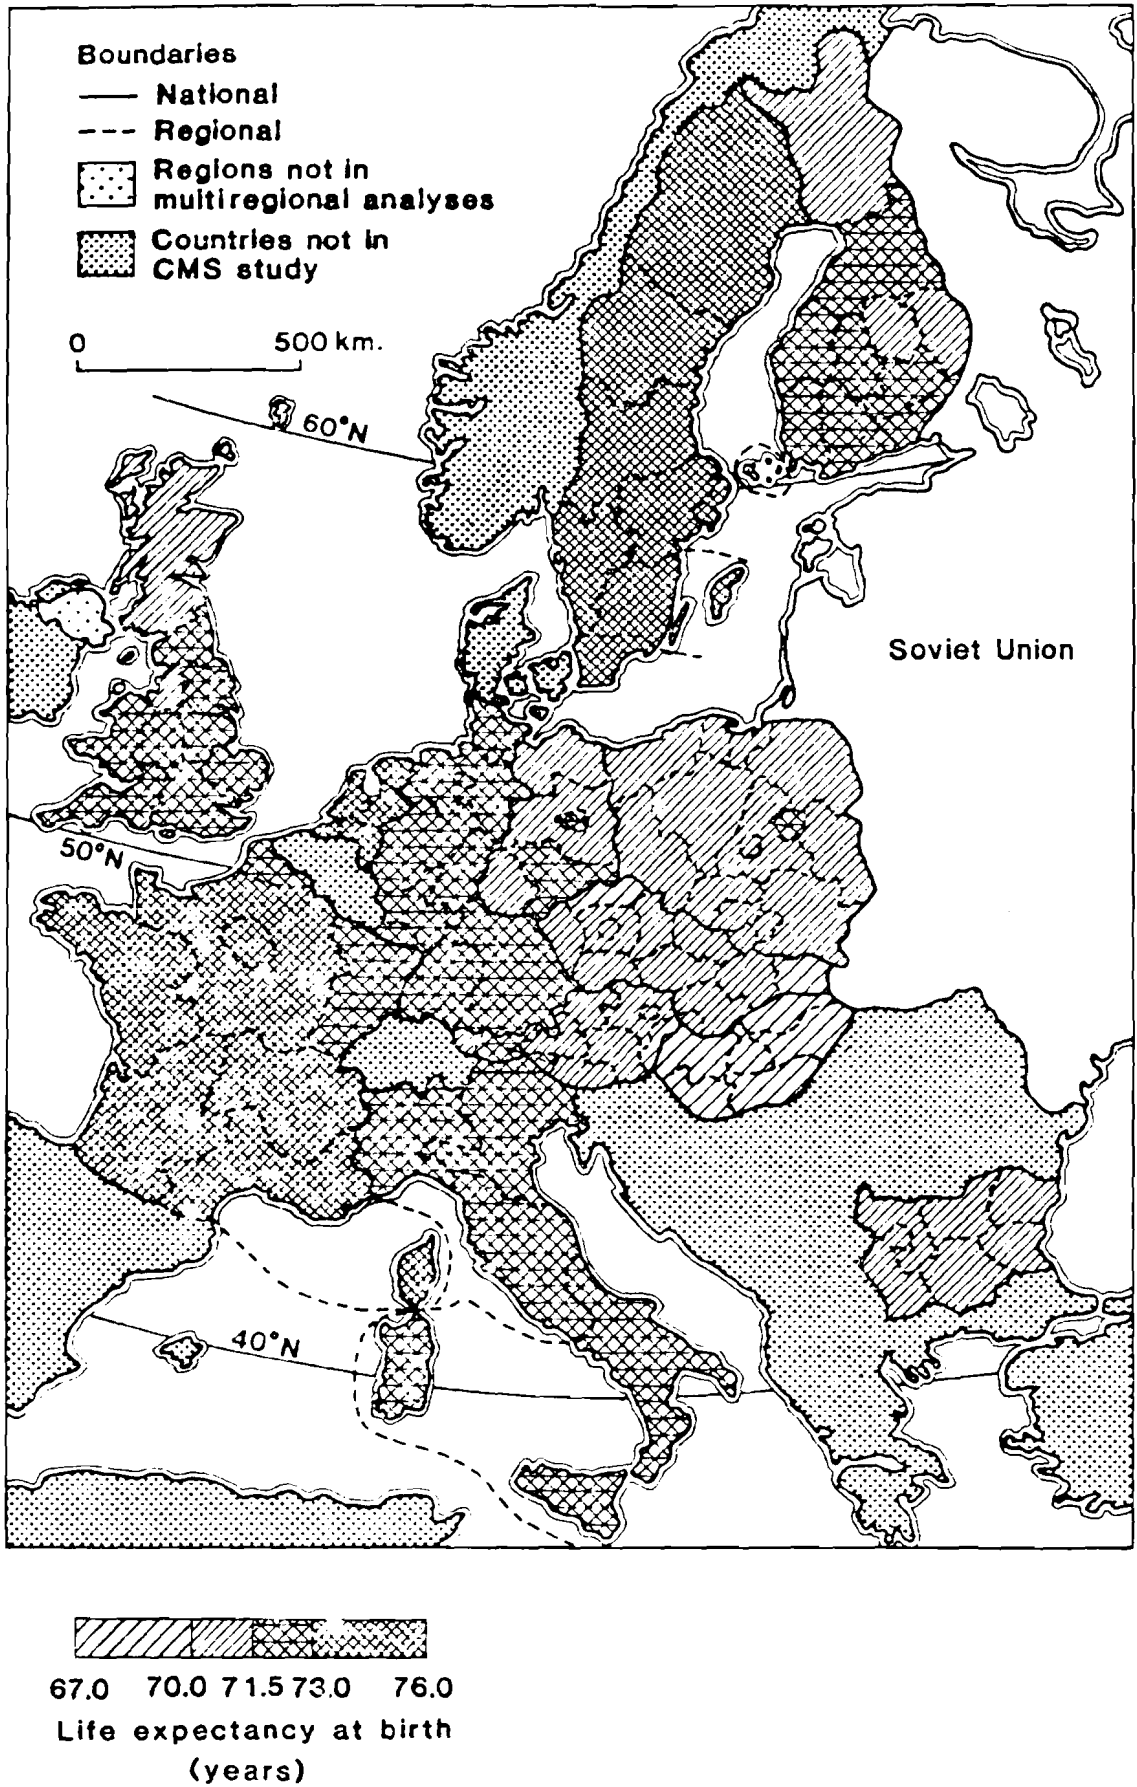 Boundaries
National
Regional
Regions not in
multiregional analyses
Countries not in
CMS study
0 500 km.
60°N
Soviet Union
50°N
40°N
67.0 70.0 71.5 73.0 76.0
Life expectancy at birth
(years)